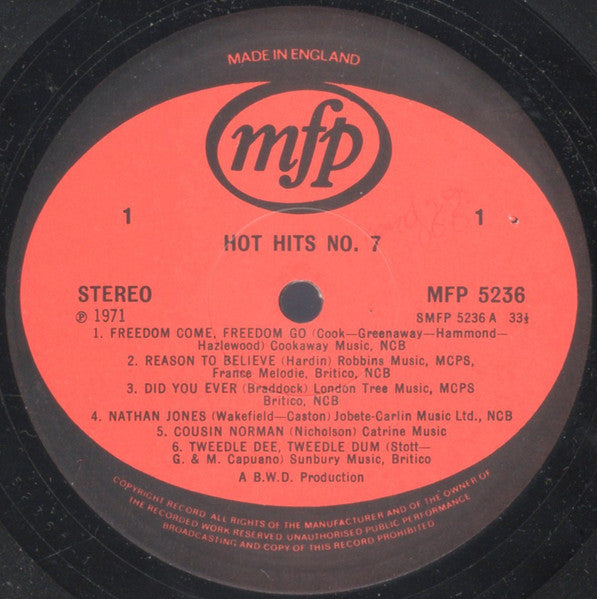 MADE IN ENGLAND
mfp
1 1
HOT HITS NO. 7
STEREO MFP 5236
℗ 1971 SMFP 5236 A 33⅓
1. FREEDOM COME, FREEDOM GO (Cook—Greenaway—Hammond—
Hazlewood) Cookaway Music, NCB
2. REASON TO BELIEVE (Hardin) Robbins Music, MCPS,
France Melodie, Britico, NCB
3. DID YOU EVER (Braddock) London Tree Music, MCPS
Britico, NCB
4. NATHAN JONES (Wakefield—Caston) Jobete-Carlin Music Ltd., NCB
5. COUSIN NORMAN (Nicholson) Catrine Music
6. TWEEDLE DEE, TWEEDLE DUM (Stott—
G. & M. Capuano) Sunbury Music, Britico
A B.W.D. Production
COPYRIGHT RECORD. ALL RIGHTS OF THE MANUFACTURER AND OF THE OWNER OF
THE RECORDED WORK RESERVED. UNAUTHORISED PUBLIC PERFORMANCE
BROADCASTING AND COPY OF THIS RECORD PROHIBITED